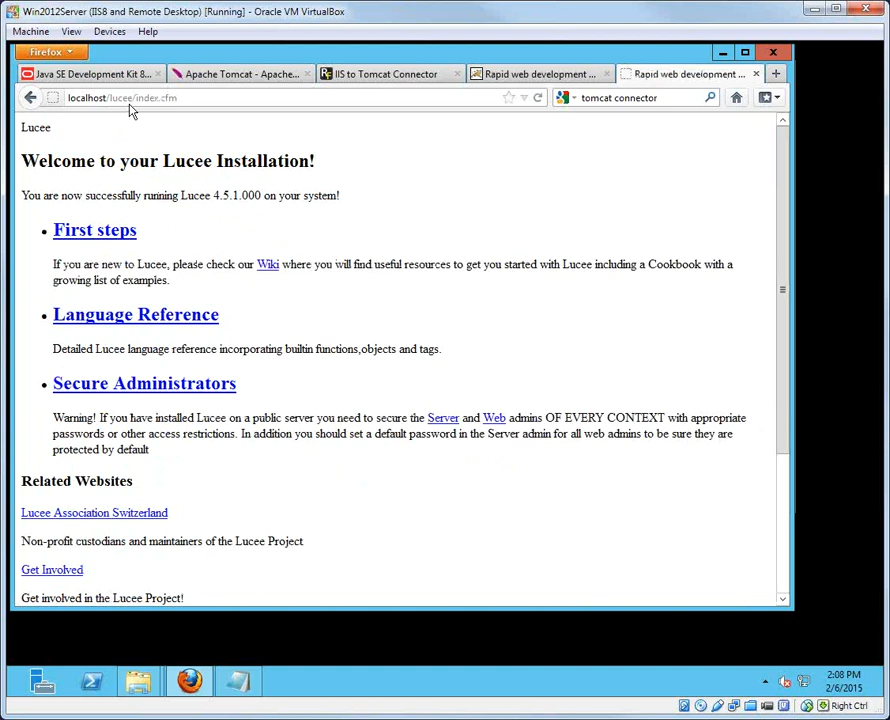 Win2012Server (IIS8 and Remote Desktop) [Running] - Oracle VM VirtualBox
Machine View Devices Help
Firefox
Java SE Development Kit 8... Apache Tomcat - Apache... IIS to Tomcat Connector Rapid web development ... Rapid web development ...
localhost/lucee/index.cfm tomcat connector
Lucee
Welcome to your Lucee Installation!
You are now successfully running Lucee 4.5.1.000 on your system!
First steps
If you are new to Lucee, please check our Wiki where you will find useful resources to get you started with Lucee including a Cookbook with a
growing list of examples.
Language Reference
Detailed Lucee language reference incorporating builtin functions,objects and tags.
Secure Administrators
Warning! If you have installed Lucee on a public server you need to secure the Server and Web admins OF EVERY CONTEXT with appropriate
passwords or other access restrictions. In addition you should set a default password in the Server admin for all web admins to be sure they are
protected by default
Related Websites
Lucee Association Switzerland
Non-profit custodians and maintainers of the Lucee Project
Get Involved
Get involved in the Lucee Project!
2:08 PM
2/6/2015
Right Ctrl